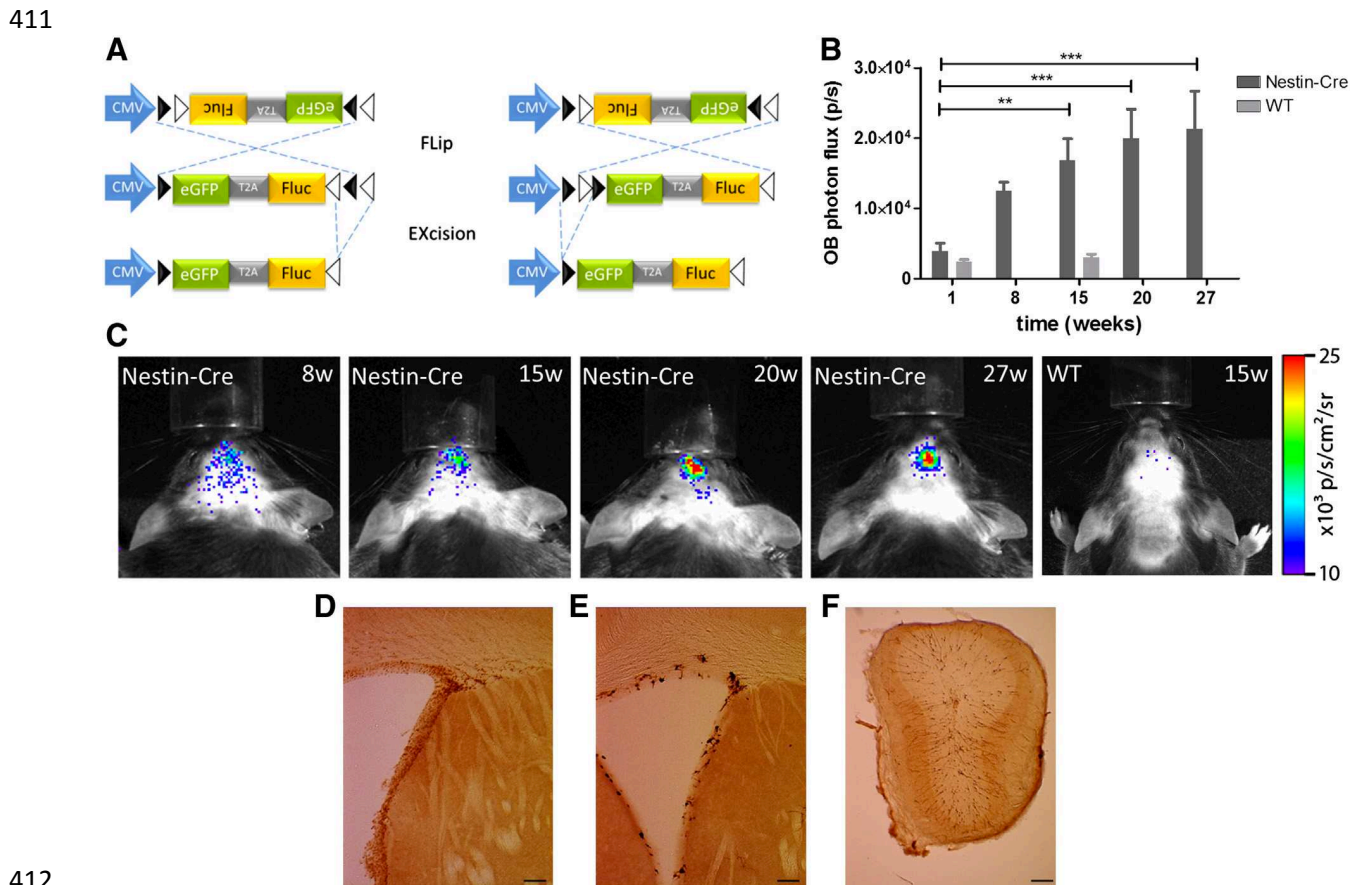 411
A
CMV Fluc T2A eGFP
FLip
CMV eGFP T2A Fluc
EXcision
CMV eGFP T2A Fluc
CMV Fluc T2A eGFP
CMV eGFP T2A Fluc
CMV eGFP T2A Fluc
B
OB photon flux (p/s)
3.0×10⁴
2.0×10⁴
1.0×10⁴
0
***
***
**
1 8 15 20 27
time (weeks)
Nestin-Cre
WT
C
Nestin-Cre 8w
Nestin-Cre 15w
Nestin-Cre 20w
Nestin-Cre 27w
WT 15w
25
x10³ p/s/cm²/sr
10
D
E
F
412